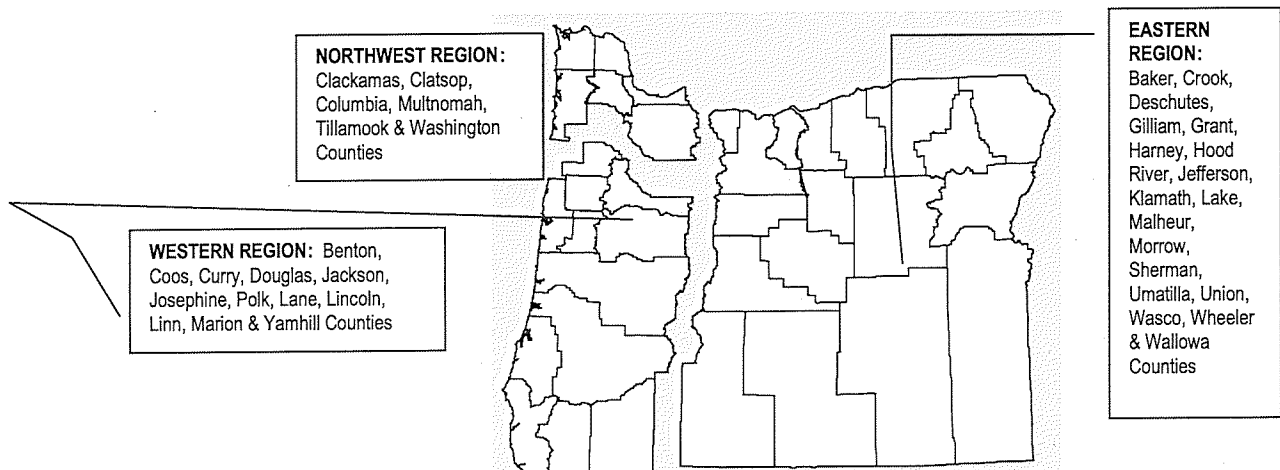 NORTHWEST REGION:
Clackamas, Clatsop,
Columbia, Multnomah,
Tillamook & Washington
Counties
WESTERN REGION: Benton,
Coos, Curry, Douglas, Jackson,
Josephine, Polk, Lane, Lincoln,
Linn, Marion & Yamhill Counties
EASTERN
REGION:
Baker, Crook,
Deschutes,
Gilliam, Grant,
Harney, Hood
River, Jefferson,
Klamath, Lake,
Malheur,
Morrow,
Sherman,
Umatilla, Union,
Wasco, Wheeler
& Wallowa
Counties